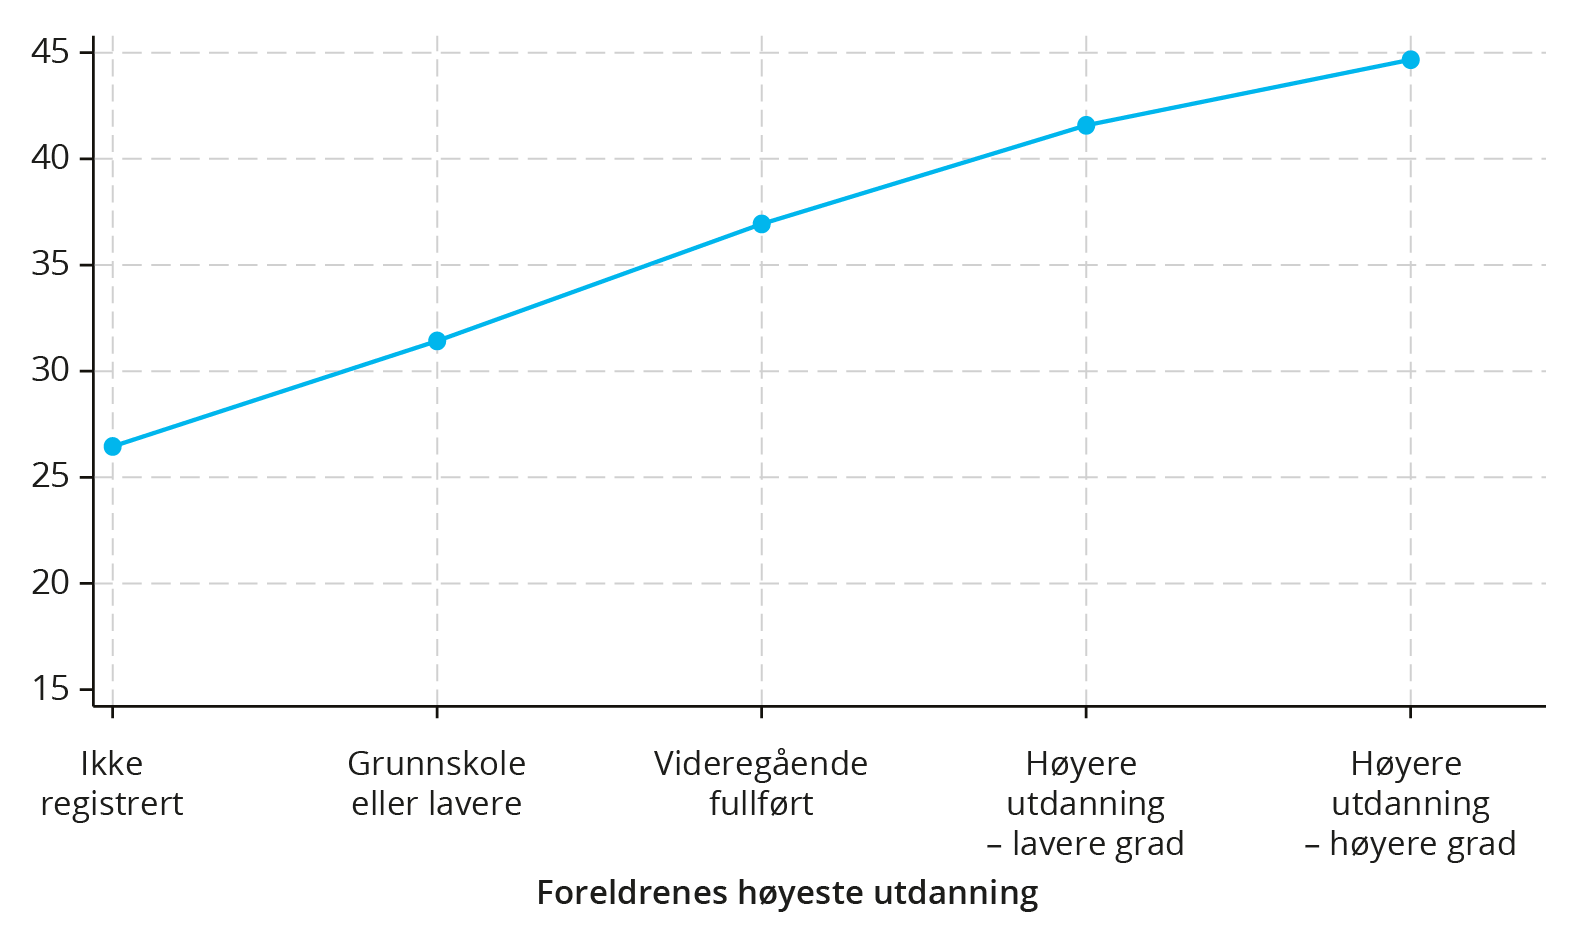 45
40
35
30
25
20
15
Ikke
registrert
Grunnskole
eller lavere
Videregående
fullført
Høyere
utdanning
– lavere grad
Høyere
utdanning
– høyere grad
Foreldrenes høyeste utdanning